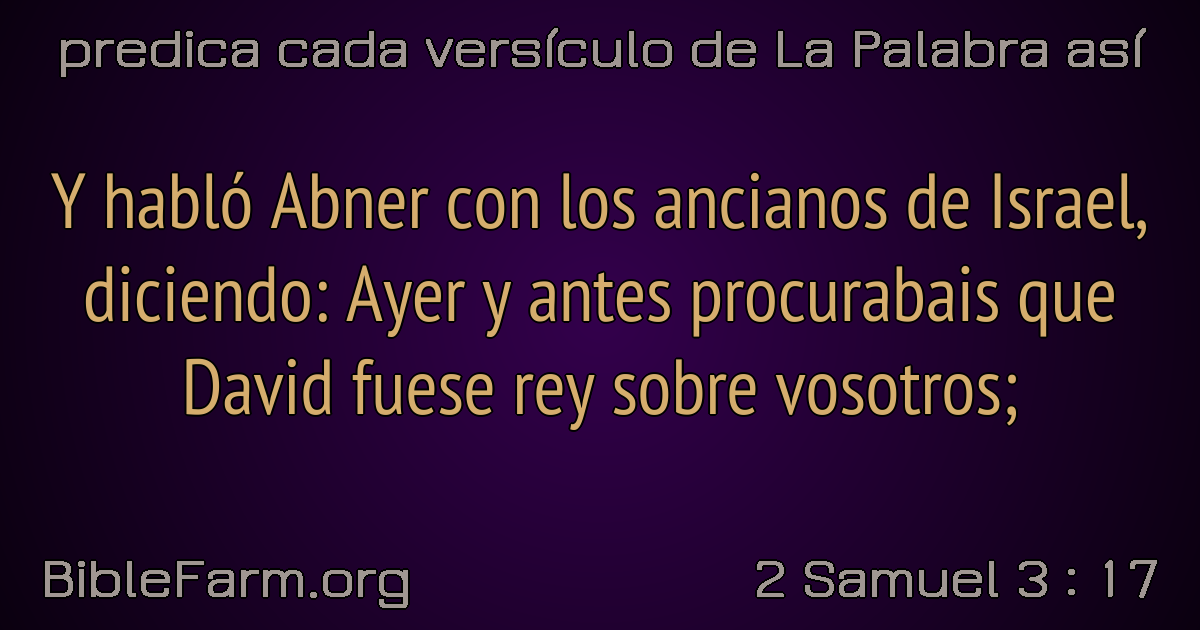 predica cada versículo de La Palabra así
Y habló Abner con los ancianos de Israel,
diciendo: Ayer y antes procurabais que
David fuese rey sobre vosotros;
BibleFarm.org
2 Samuel 3 : 17